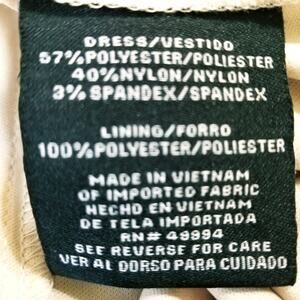 DRESS/VESTIDO
57%POLYESTER/POLIESTER
40%NYLON/NYLON
3% SPANDEX/SPANDEX
LINING/FORRO
100%POLYESTER/POLIESTER
MADE IN VIETNAM
OF IMPORTED FABRIC
HECHO EN VIETNAM
DE TELA IMPORTADA
RN# 49994
SEE REVERSE FOR CARE
VER AL DORSO PARA CUIDADO